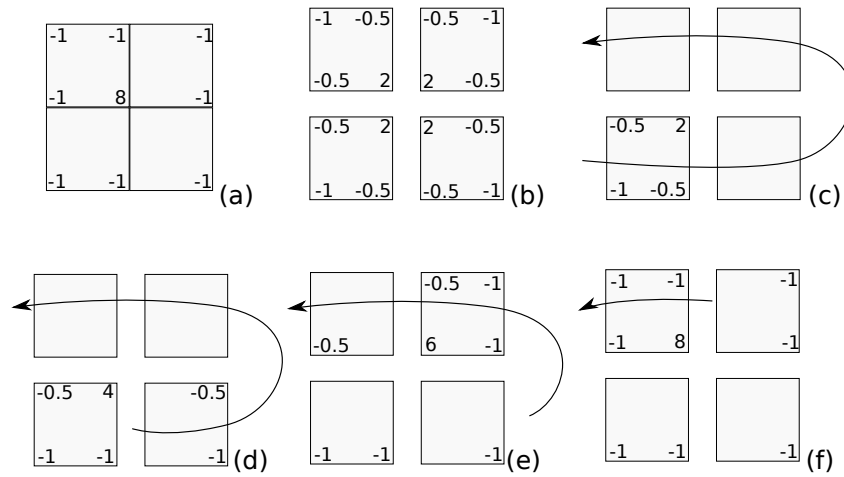 -1 -1 -1
-1 8 -1
-1 -1 -1
(a)
-1 -0.5 -0.5 -1
-0.5 2 2 -0.5
-0.5 2 2 -0.5
-1 -0.5 -0.5 -1
(b)
-0.5 2
-1 -0.5
(c)
-0.5 4 -0.5
-1 -1 -1
(d)
-0.5 -1
-0.5 6 -1
-1 -1 -1
(e)
-1 -1 -1
-1 8 -1
-1 -1 -1
(f)